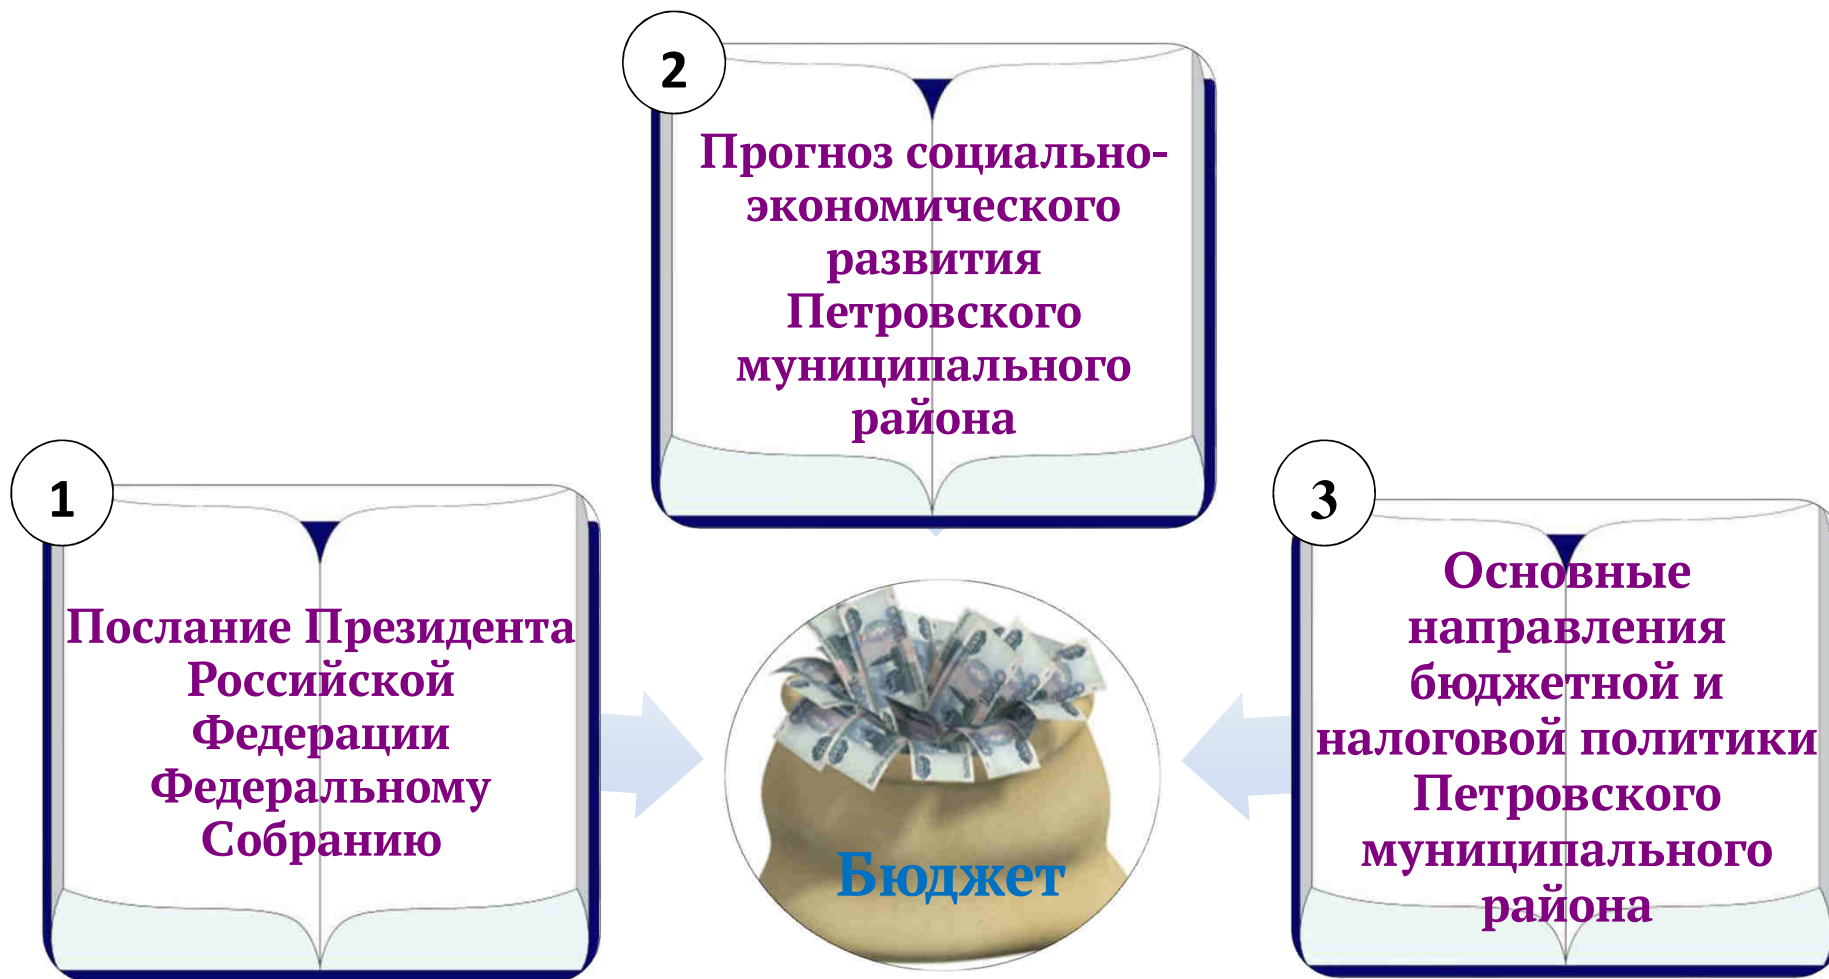 1
Послание Президента
Российской
Федерации
Федеральному
Собранию
2
Прогноз социально-
экономического
развития
Петровского
муниципального
района
3
Основные
направления
бюджетной и
налоговой политики
Петровского
муниципального
района
Бюджет